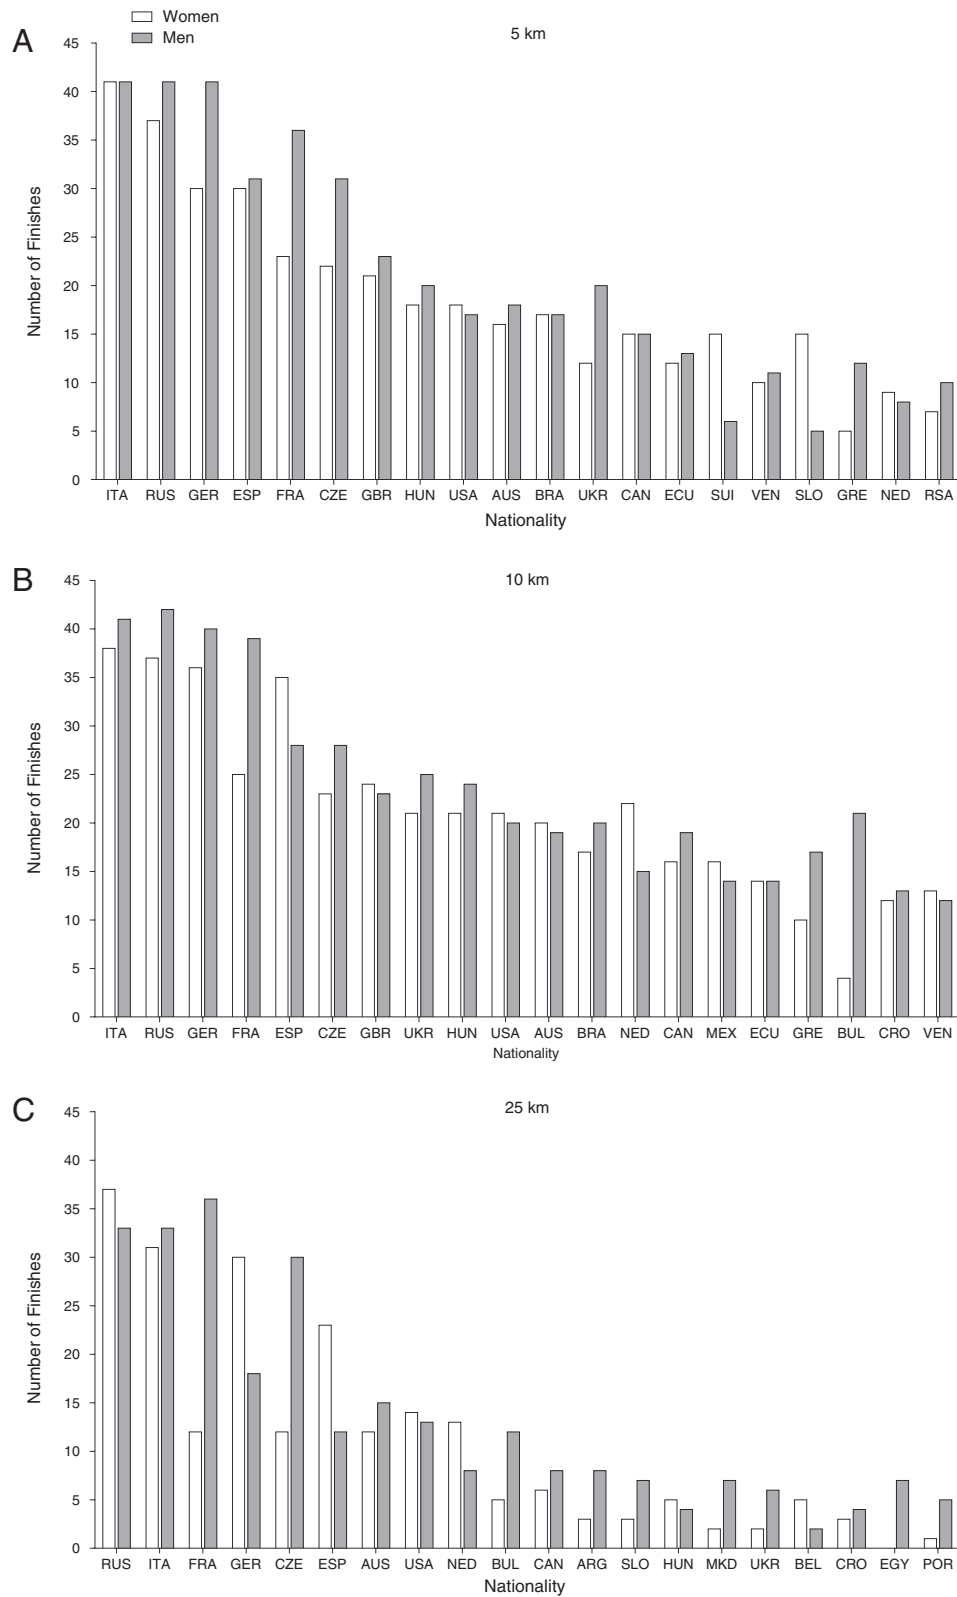 Women
Men
A
5 km
45
40
35
30
25
20
15
10
5
0
Number of Finishes
ITA RUS GER ESP FRA CZE GBR HUN USA AUS BRA UKR CAN ECU SUI VEN SLO GRE NED RSA
Nationality
B
10 km
45
40
35
30
25
20
15
10
5
0
Number of Finishes
ITA RUS GER FRA ESP CZE GBR UKR HUN USA AUS BRA NED CAN MEX ECU GRE BUL CRO VEN
Nationality
C
25 km
45
40
35
30
25
20
15
10
5
0
Number of Finishes
RUS ITA FRA GER CZE ESP AUS USA NED BUL CAN ARG SLO HUN MKD UKR BEL CRO EGY POR
Nationality